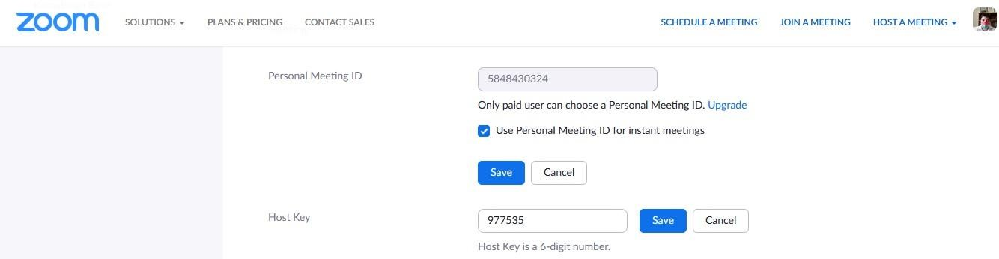 zoom SOLUTIONS PLANS & PRICING CONTACT SALES SCHEDULE A MEETING JOIN A MEETING HOST A MEETING
Personal Meeting ID 5848430324
Only paid user can choose a Personal Meeting ID. Upgrade
Use Personal Meeting ID for instant meetings
Save Cancel
Host Key 977535 Save Cancel
Host Key is a 6-digit number.